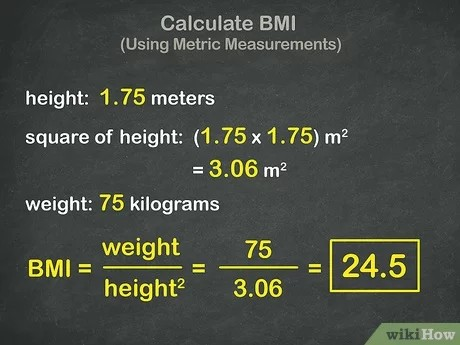 Calculate BMI
(Using Metric Measurements)
height: 1.75 meters
square of height: (1.75 x 1.75) m²
= 3.06 m²
weight: 75 kilograms
BMI = weight / height² = 75 / 3.06 = 24.5
wikiHow